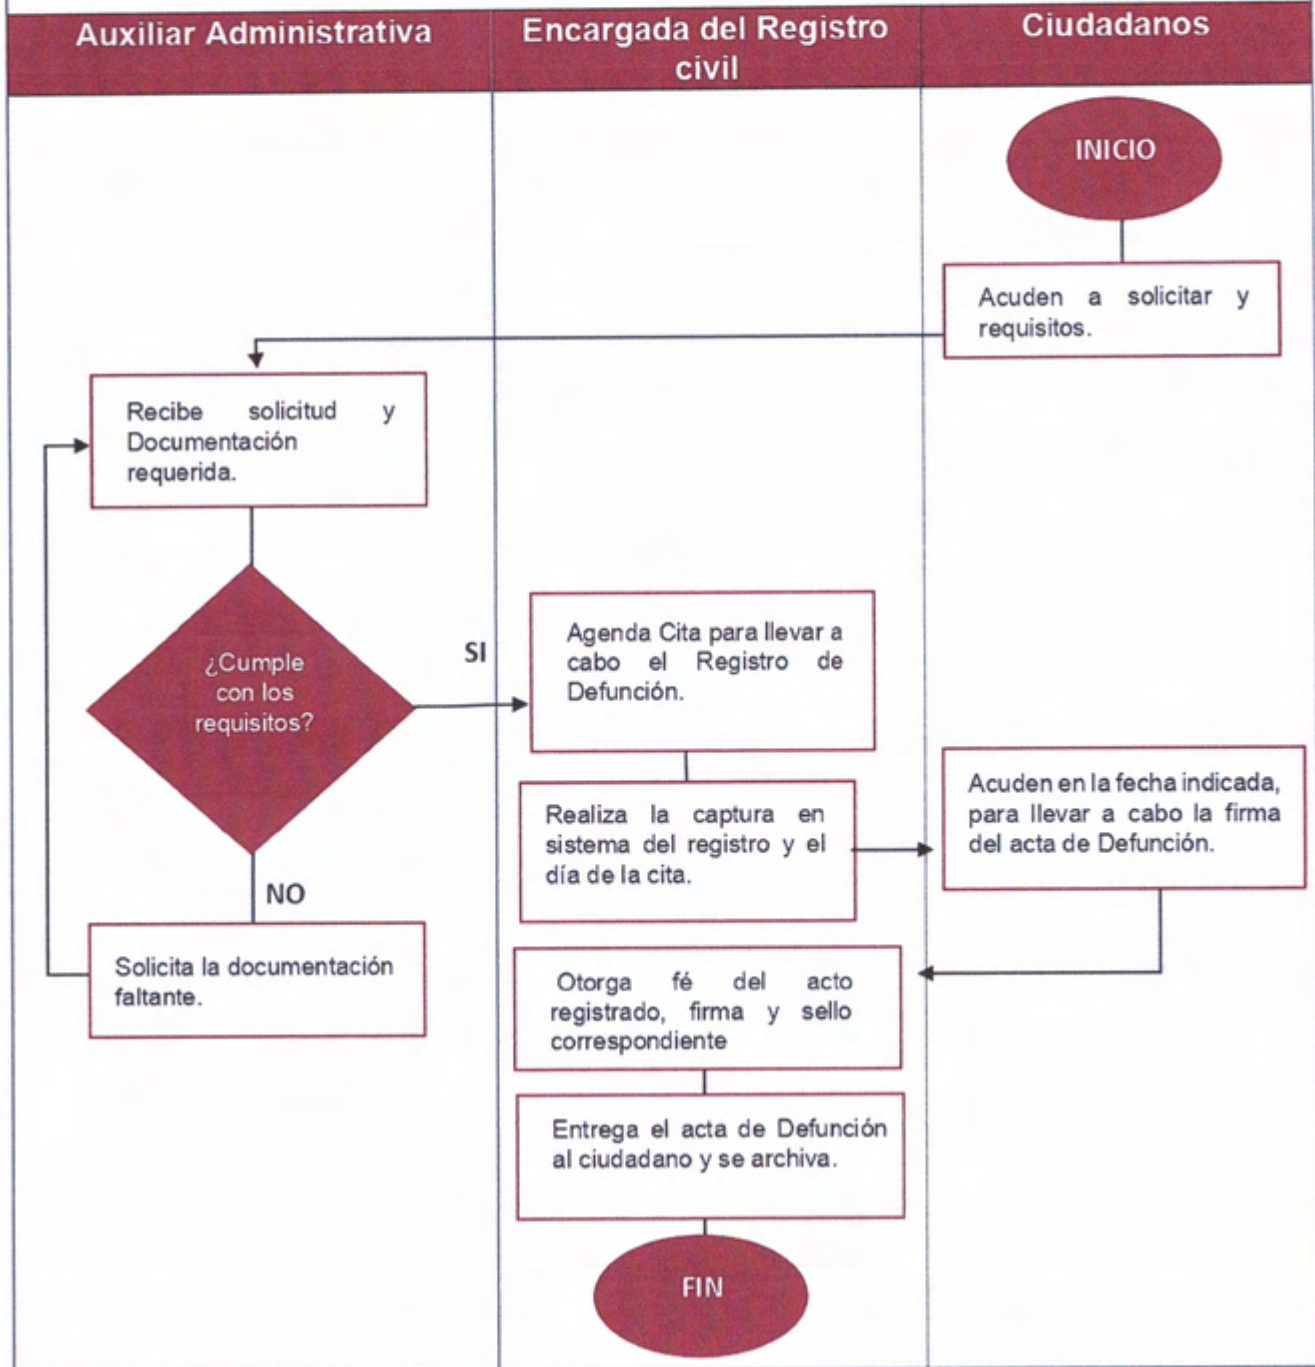 Auxiliar Administrativa
Encargada del Registro
civil
Ciudadanos
INICIO
Acuden a solicitar y
requisitos.
Recibe solicitud y
Documentación
requerida.
¿Cumple
con los
requisitos?
SI
Agenda Cita para llevar a
cabo el Registro de
Defunción.
Realiza la captura en
sistema del registro y el
día de la cita.
Acuden en la fecha indicada,
para llevar a cabo la firma
del acta de Defunción.
NO
Solicita la documentación
faltante.
Otorga fé del acto
registrado, firma y sello
correspondiente
Entrega el acta de Defunción
al ciudadano y se archiva.
FIN